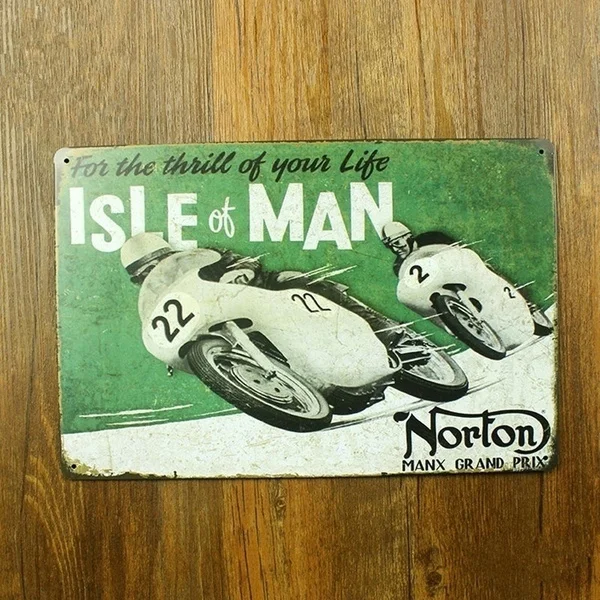 For the thrill of your Life
ISLE of MAN
2
2
22
22
Norton
MANX GRAND PRIX